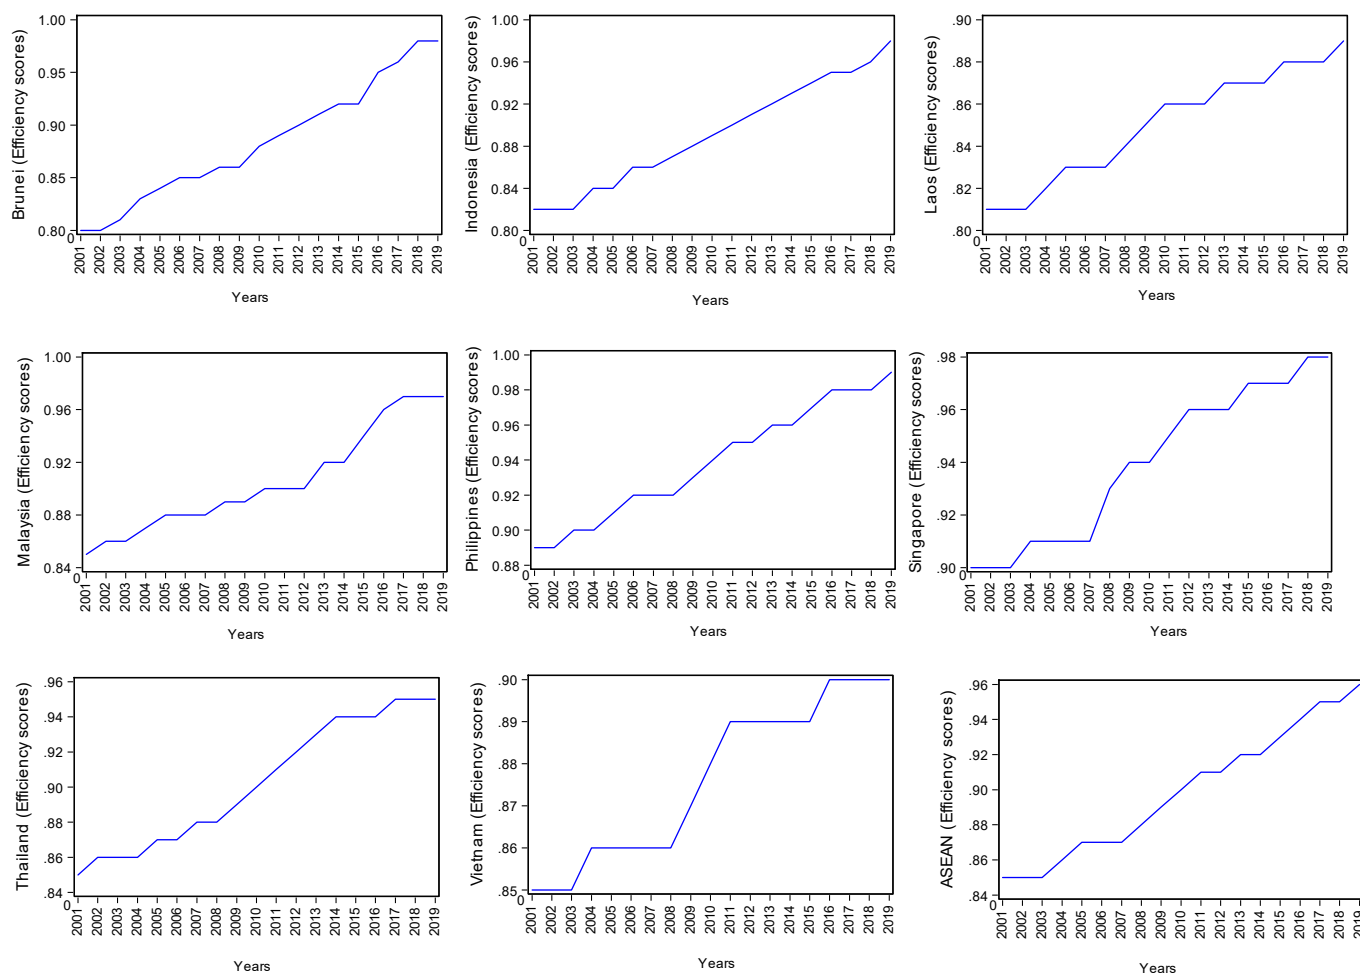 Brunei (Efficiency scores)
1.00
0.95
0.90
0.85
0.80
0
2001 2002 2003 2004 2005 2006 2007 2008 2009 2010 2011 2012 2013 2014 2015 2016 2017 2018 2019
Years
Indonesia (Efficiency scores)
1.00
0.96
0.92
0.88
0.84
0.80
0
2001 2002 2003 2004 2005 2006 2007 2008 2009 2010 2011 2012 2013 2014 2015 2016 2017 2018 2019
Years
Laos (Efficiency scores)
.90
.88
.86
.84
.82
.80
0
2001 2002 2003 2004 2005 2006 2007 2008 2009 2010 2011 2012 2013 2014 2015 2016 2017 2018 2019
Years
Malaysia (Efficiency scores)
1.00
0.96
0.92
0.88
0.84
0
2001 2002 2003 2004 2005 2006 2007 2008 2009 2010 2011 2012 2013 2014 2015 2016 2017 2018 2019
Years
Philippines (Efficiency scores)
1.00
0.98
0.96
0.94
0.92
0.90
0.88
0
2001 2002 2003 2004 2005 2006 2007 2008 2009 2010 2011 2012 2013 2014 2015 2016 2017 2018 2019
Years
Singapore (Efficiency scores)
.98
.96
.94
.92
.90
0
2001 2002 2003 2004 2005 2006 2007 2008 2009 2010 2011 2012 2013 2014 2015 2016 2017 2018 2019
Years
Thailand (Efficiency scores)
.96
.94
.92
.90
.88
.86
.84
0
2001 2002 2003 2004 2005 2006 2007 2008 2009 2010 2011 2012 2013 2014 2015 2016 2017 2018 2019
Years
Vietnam (Efficiency scores)
.90
.89
.88
.87
.86
.85
0
2001 2002 2003 2004 2005 2006 2007 2008 2009 2010 2011 2012 2013 2014 2015 2016 2017 2018 2019
Years
ASEAN (Efficiency scores)
.96
.94
.92
.90
.88
.86
.84
0
2001 2002 2003 2004 2005 2006 2007 2008 2009 2010 2011 2012 2013 2014 2015 2016 2017 2018 2019
Years